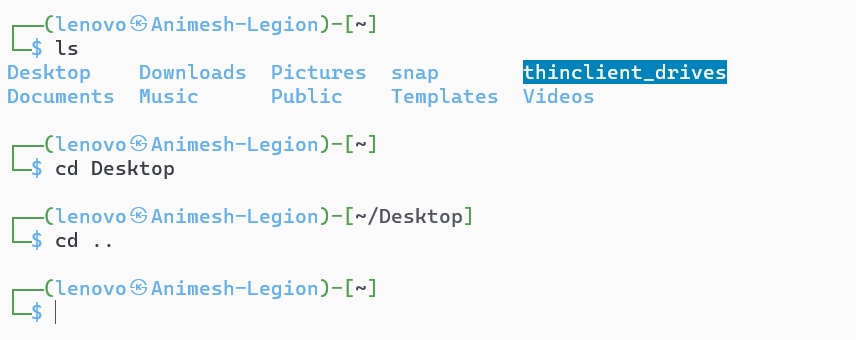 ┌──(lenovo㉿Animesh-Legion)-[~]
└─$ ls
Desktop    Downloads  Pictures  snap       thinclient_drives
Documents  Music      Public    Templates  Videos
┌──(lenovo㉿Animesh-Legion)-[~]
└─$ cd Desktop
┌──(lenovo㉿Animesh-Legion)-[~/Desktop]
└─$ cd ..
┌──(lenovo㉿Animesh-Legion)-[~]
└─$